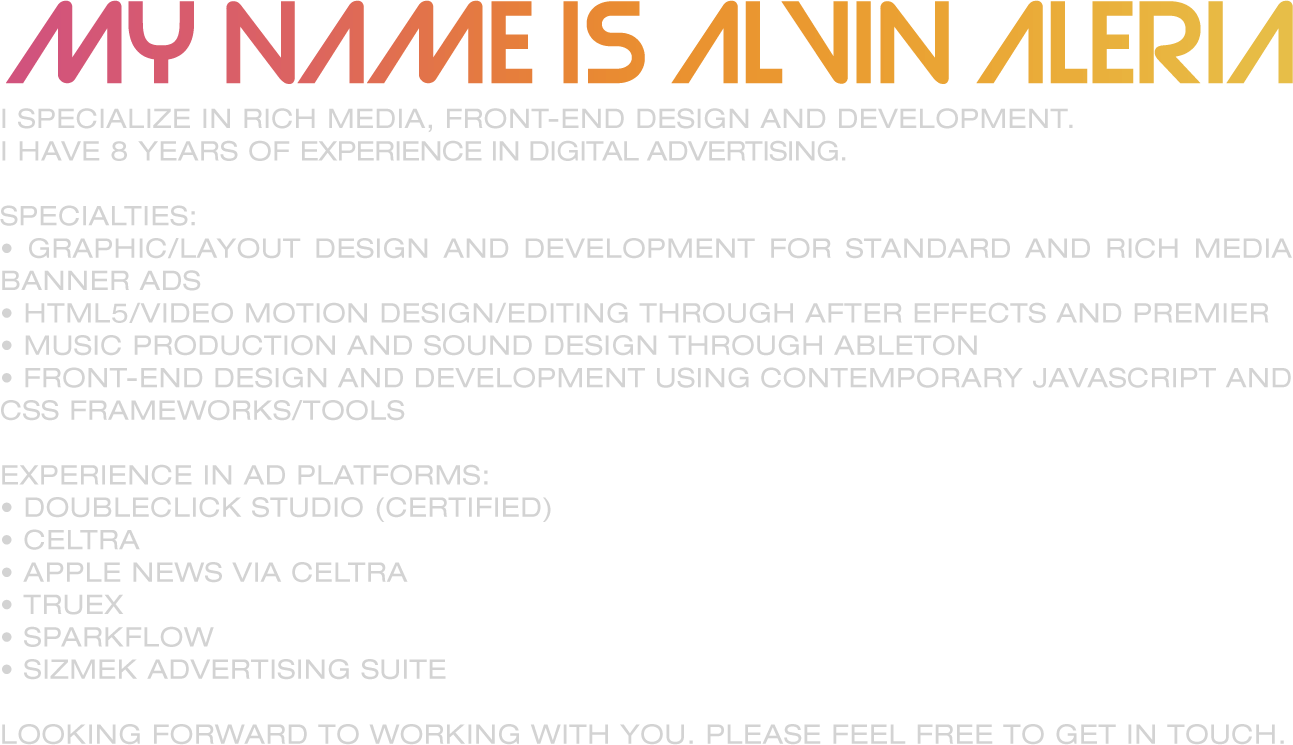 MY NAME IS ALVIN ALERIA
I SPECIALIZE IN RICH MEDIA, FRONT-END DESIGN AND DEVELOPMENT.
I HAVE 8 YEARS OF EXPERIENCE IN DIGITAL ADVERTISING.
SPECIALTIES:
• GRAPHIC/LAYOUT DESIGN AND DEVELOPMENT FOR STANDARD AND RICH MEDIA
BANNER ADS
• HTML5/VIDEO MOTION DESIGN/EDITING THROUGH AFTER EFFECTS AND PREMIER
• MUSIC PRODUCTION AND SOUND DESIGN THROUGH ABLETON
• FRONT-END DESIGN AND DEVELOPMENT USING CONTEMPORARY JAVASCRIPT AND
CSS FRAMEWORKS/TOOLS
EXPERIENCE IN AD PLATFORMS:
• DOUBLECLICK STUDIO (CERTIFIED)
• CELTRA
• APPLE NEWS VIA CELTRA
• TRUEX
• SPARKFLOW
• SIZMEK ADVERTISING SUITE
LOOKING FORWARD TO WORKING WITH YOU. PLEASE FEEL FREE TO GET IN TOUCH.